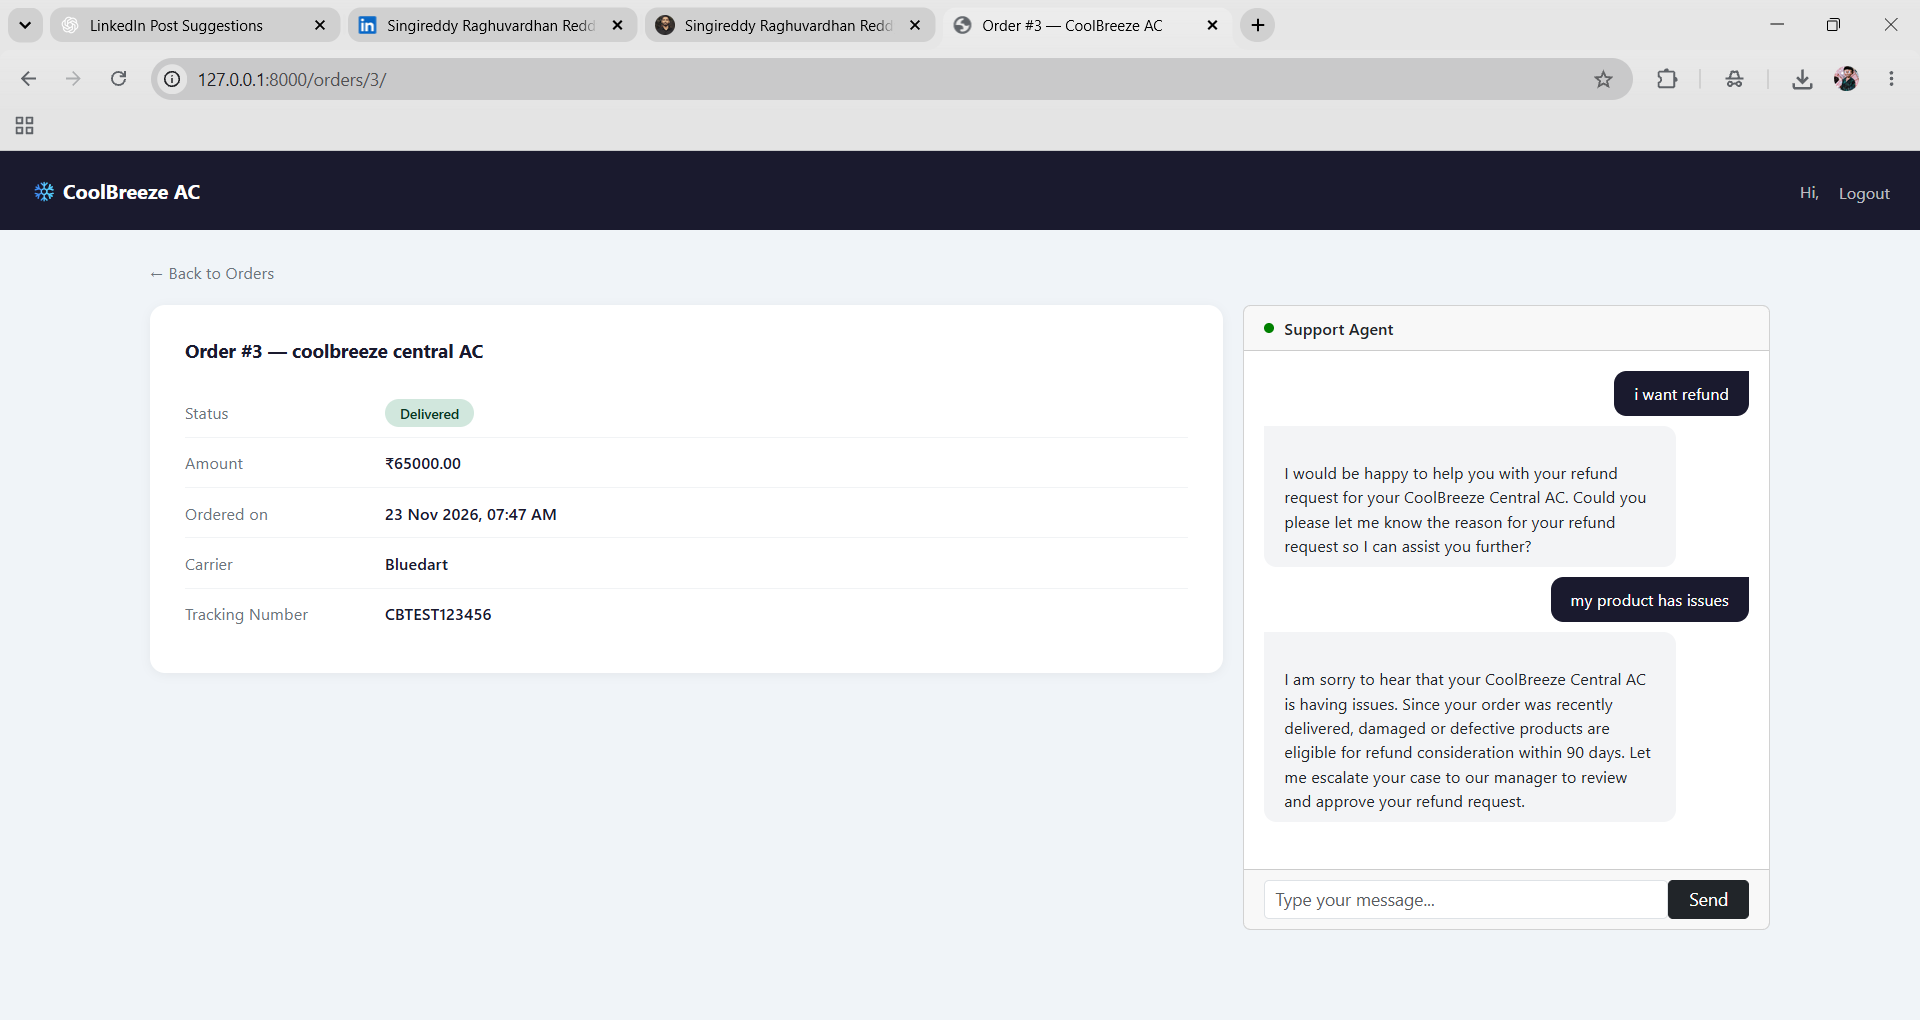 LinkedIn Post Suggestions
Singireddy Raghuvardhan Redd
Singireddy Raghuvardhan Redd
Order #3 — CoolBreeze AC
127.0.0.1:8000/orders/3/
CoolBreeze AC
Hi,
Logout
← Back to Orders
Order #3 — coolbreeze central AC
Status Delivered
Amount ₹65000.00
Ordered on 23 Nov 2026, 07:47 AM
Carrier Bluedart
Tracking Number CBTEST123456
Support Agent
i want refund
I would be happy to help you with your refund
request for your CoolBreeze Central AC. Could you
please let me know the reason for your refund
request so I can assist you further?
my product has issues
I am sorry to hear that your CoolBreeze Central AC
is having issues. Since your order was recently
delivered, damaged or defective products are
eligible for refund consideration within 90 days. Let
me escalate your case to our manager to review
and approve your refund request.
Type your message...
Send